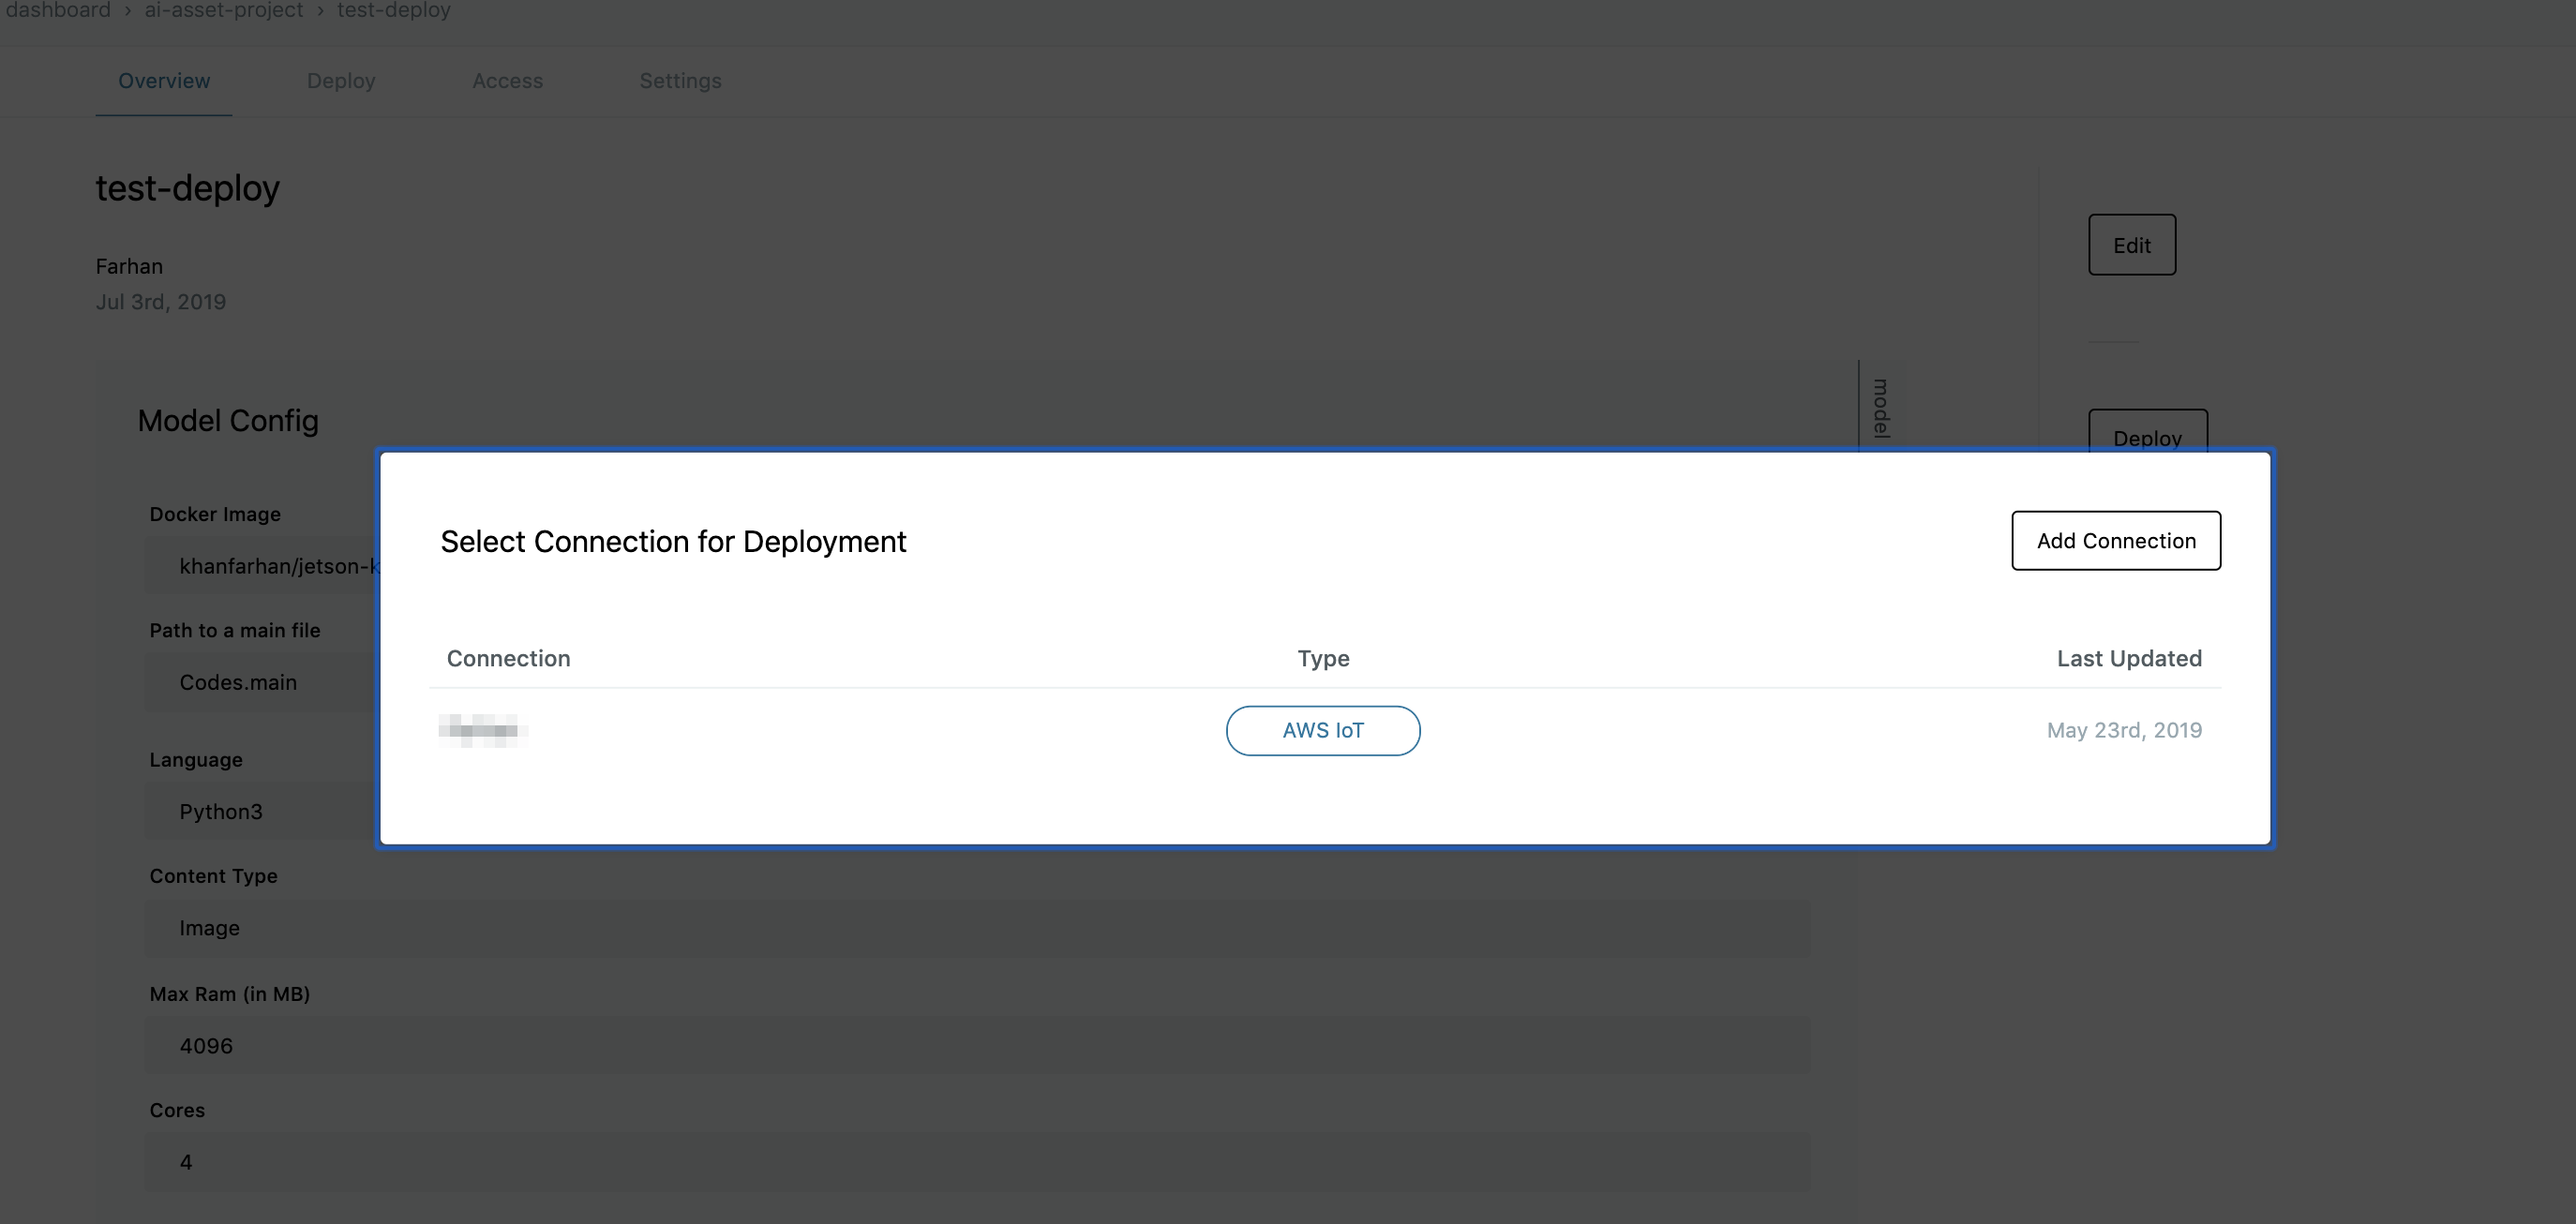 dashboard › ai-asset-project › test-deploy
Overview Deploy Access Settings
test-deploy
Edit
Farhan
Jul 3rd, 2019
model
Model Config
Deploy
Docker Image
khanfarhan/jetson-k
Select Connection for Deployment
Add Connection
Path to a main file
Codes.main
Connection Type Last Updated
AWS IoT May 23rd, 2019
Language
Python3
Content Type
Image
Max Ram (in MB)
4096
Cores
4